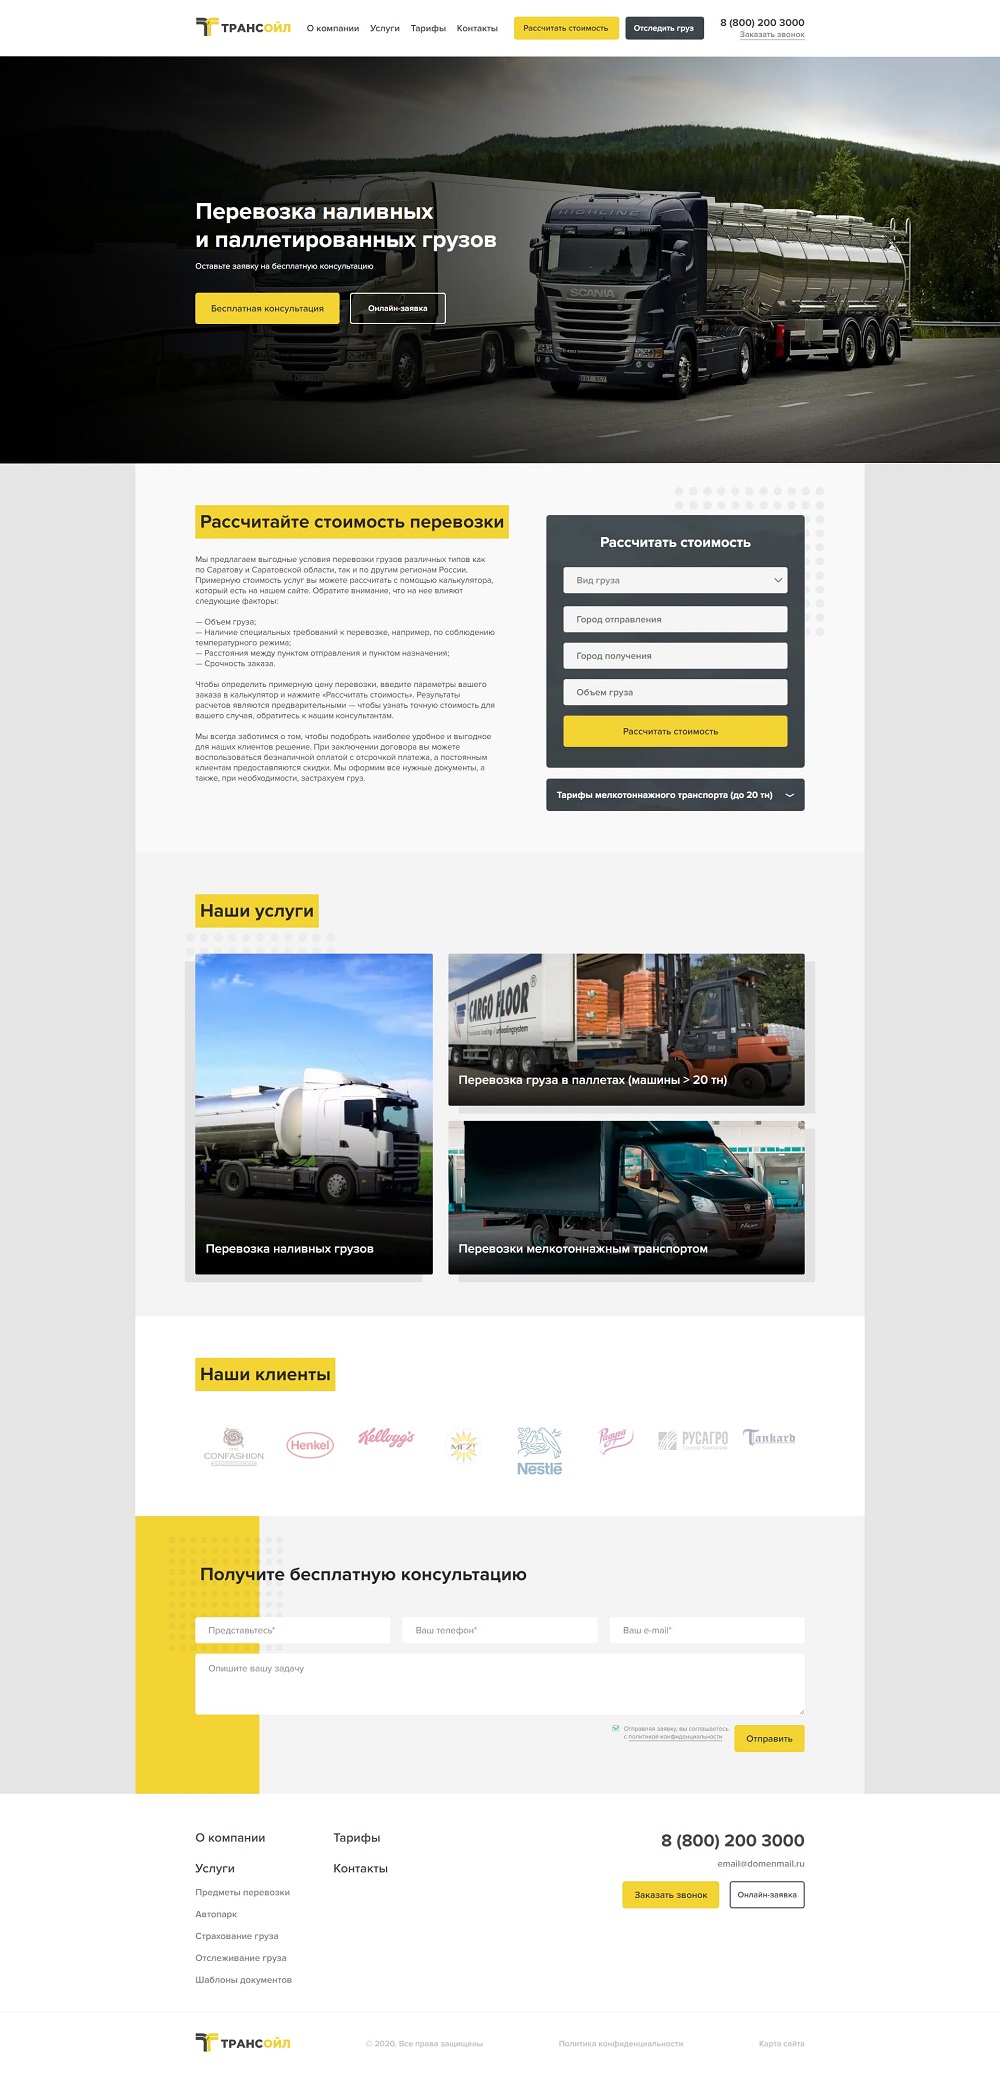 ТРАНСОЙЛ
О компании Услуги Тарифы Контакты
Рассчитать стоимость
Отследить груз
8 (800) 200 3000
Заказать звонок
Перевозка наливных
и паллетированных грузов
Оставьте заявку на бесплатную консультацию
Бесплатная консультация
Онлайн-заявка
HIGHLINE
SCANIA
Рассчитайте стоимость перевозки
Мы предлагаем выгодные условия перевозки грузов различных типов как
по Саратову и Саратовской области, так и по другим регионам России.
Примерную стоимость услуг вы можете рассчитать с помощью калькулятора,
который есть на нашем сайте. Обратите внимание, что на нее влияют
следующие факторы:
— Объем груза;
— Наличие специальных требований к перевозке, например, по соблюдению
температурного режима;
— Расстояния между пунктом отправления и пунктом назначения;
— Срочность заказа.
Чтобы определить примерную цену перевозки, введите параметры вашего
заказа в калькулятор и нажмите «Рассчитать стоимость». Результаты
расчетов являются предварительными — чтобы узнать точную стоимость для
вашего случая, обратитесь к нашим консультантам.
Мы всегда заботимся о том, чтобы подобрать наиболее удобное и выгодное
для наших клиентов решение. При заключении договора вы можете
воспользоваться безналичной оплатой с отсрочкой платежа, а постоянным
клиентам предоставляются скидки. Мы оформим все нужные документы, а
также, при необходимости, застрахуем груз.
Рассчитать стоимость
Вид груза
Город отправления
Город получения
Объем груза
Рассчитать стоимость
Тарифы мелкотоннажного транспорта (до 20 тн)
Наши услуги
Перевозка наливных грузов
CARGO FLOOR
Перевозка груза в паллетах (машины > 20 тн)
Next
Перевозки мелкотоннажным транспортом
Наши клиенты
CONFASHION
Henkel
Kellogg's
MEZ
Nestlé
Радуга
РУСАГРО
Группа Компаний
Tankard
Получите бесплатную консультацию
Представьтесь*
Ваш телефон*
Ваш e-mail*
Опишите вашу задачу
Отправляя заявку, вы соглашаетесь
с политикой конфиденциальности
Отправить
О компании
Услуги
Предметы перевозки
Автопарк
Страхование груза
Отслеживание груза
Шаблоны документов
Тарифы
Контакты
8 (800) 200 3000
email@domenmail.ru
Заказать звонок
Онлайн-заявка
ТРАНСОЙЛ
© 2020. Все права защищены
Политика конфиденциальности
Карта сайта